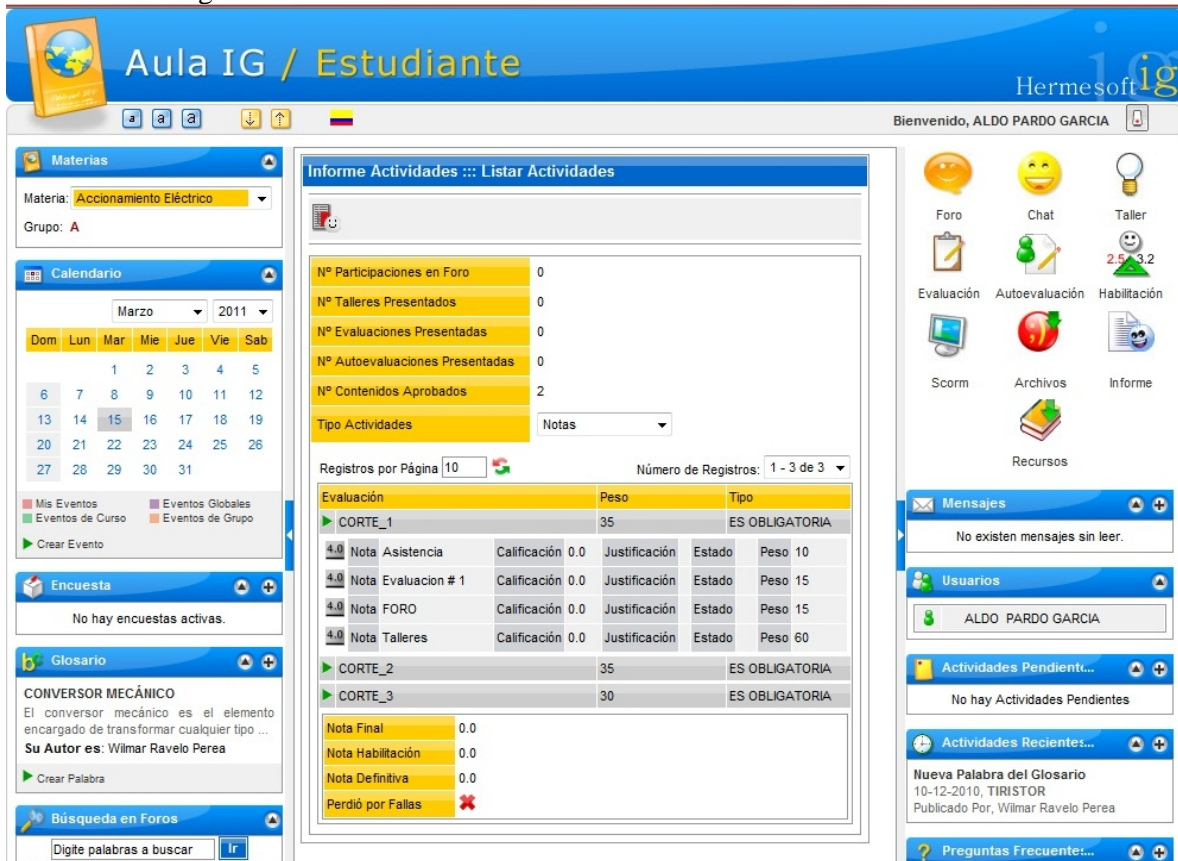 Aula IG / Estudiante
Hermesoft ig
a a a
Bienvenido, ALDO PARDO GARCIA
Materias
Materia: Accionamiento Eléctrico
Grupo: A
Calendario
Marzo 2011
Dom Lun Mar Mie Jue Vie Sab
1 2 3 4 5
6 7 8 9 10 11 12
13 14 15 16 17 18 19
20 21 22 23 24 25 26
27 28 29 30 31
Mis Eventos Eventos Globales
Eventos de Curso Eventos de Grupo
Crear Evento
Encuesta
No hay encuestas activas.
Glosario
CONVERSOR MECÁNICO
El conversor mecánico es el elemento
encargado de transformar cualquier tipo ...
Su Autor es: Wilmar Ravelo Perea
Crear Palabra
Búsqueda en Foros
Digite palabras a buscar Ir
Informe Actividades ::: Listar Actividades
Nº Participaciones en Foro 0
Nº Talleres Presentados 0
Nº Evaluaciones Presentadas 0
Nº Autoevaluaciones Presentadas 0
Nº Contenidos Aprobados 2
Tipo Actividades Notas
Registros por Página 10 Número de Registros: 1 - 3 de 3
Evaluación Peso Tipo
CORTE_1 35 ES OBLIGATORIA
4.0 Nota Asistencia Calificación 0.0 Justificación Estado Peso 10
4.0 Nota Evaluacion # 1 Calificación 0.0 Justificación Estado Peso 15
4.0 Nota FORO Calificación 0.0 Justificación Estado Peso 15
4.0 Nota Talleres Calificación 0.0 Justificación Estado Peso 60
CORTE_2 35 ES OBLIGATORIA
CORTE_3 30 ES OBLIGATORIA
Nota Final 0.0
Nota Habilitación 0.0
Nota Definitiva 0.0
Perdió por Fallas
Foro Chat Taller
2.5 3.2
Evaluación Autoevaluación Habilitación
Scorm Archivos Informe
Recursos
Mensajes
No existen mensajes sin leer.
Usuarios
ALDO PARDO GARCIA
Actividades Pendient...
No hay Actividades Pendientes
Actividades Recientes...
Nueva Palabra del Glosario
10-12-2010, TIRISTOR
Publicado Por, Wilmar Ravelo Perea
Preguntas Frecuentes...